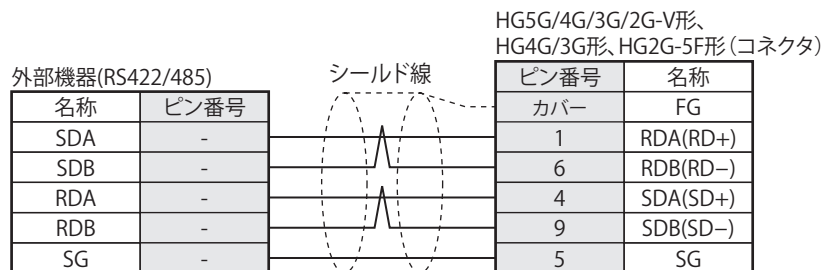 HG5G/4G/3G/2G-V形、
HG4G/3G形、HG2G-5F形（コネクタ）
外部機器(RS422/485)
シールド線
名称 ピン番号
SDA -
SDB -
RDA -
RDB -
SG -
ピン番号 名称
カバー FG
1 RDA(RD+)
6 RDB(RD−)
4 SDA(SD+)
9 SDB(SD−)
5 SG